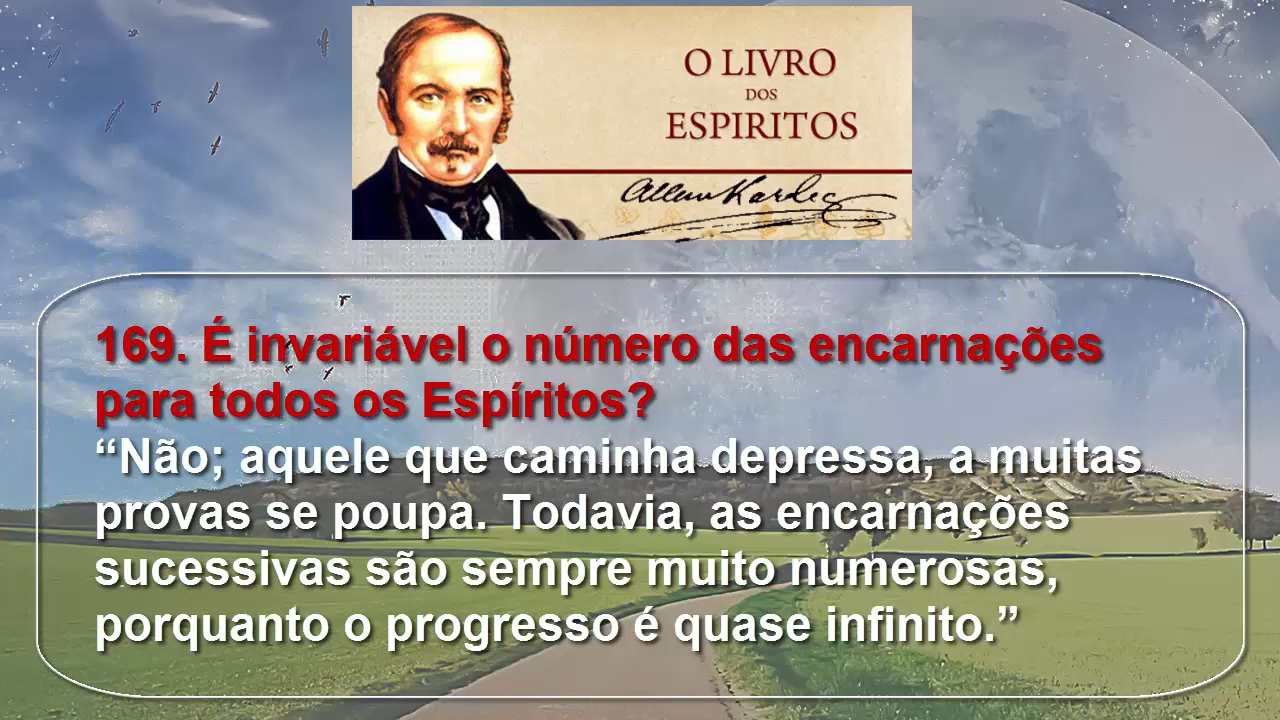 O LIVRO
DOS
ESPIRITOS
Allan Kardec
169. É invariável o número das encarnações
para todos os Espíritos?
“Não; aquele que caminha depressa, a muitas
provas se poupa. Todavia, as encarnações
sucessivas são sempre muito numerosas,
porquanto o progresso é quase infinito.”